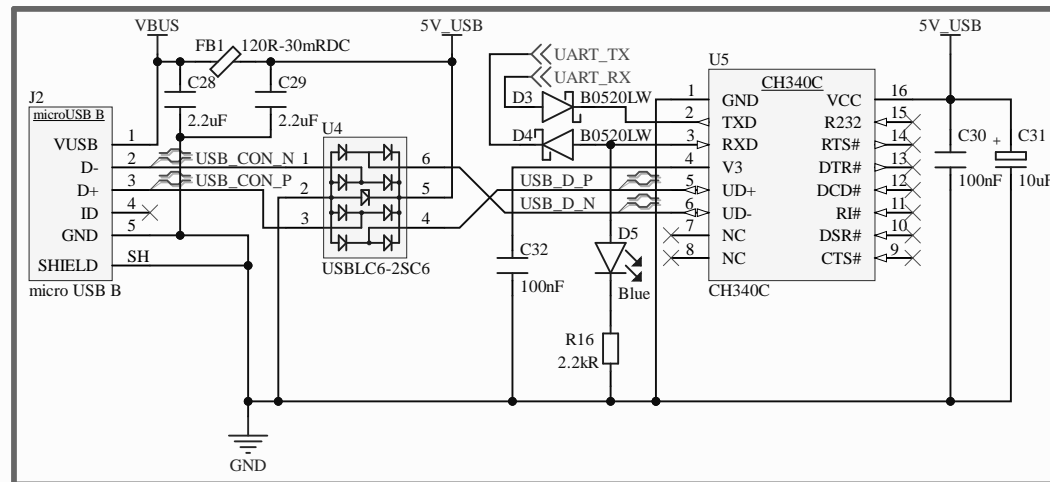 VBUS
5V_USB
5V_USB
FB1 120R-30mRDC
UART_TX
UART_RX
U5
CH340C
J2
microUSB B
C28
2.2uF
C29
2.2uF
D3 B0520LW
D4 B0520LW
U4
VUSB 1
D- 2 USB_CON_N
D+ 3 USB_CON_P
ID 4
GND 5
SHIELD SH
micro USB B
1 6
2 5
3 4
USBLC6-2SC6
USB_D_P
USB_D_N
1 GND VCC 16
2 TXD R232 15
3 RXD RTS# 14
4 V3 DTR# 13
5 UD+ DCD# 12
6 UD- RI# 11
7 NC DSR# 10
8 NC CTS# 9
CH340C
C30
100nF
C31
+
10uF
C32
100nF
D5
Blue
R16
2.2kR
GND